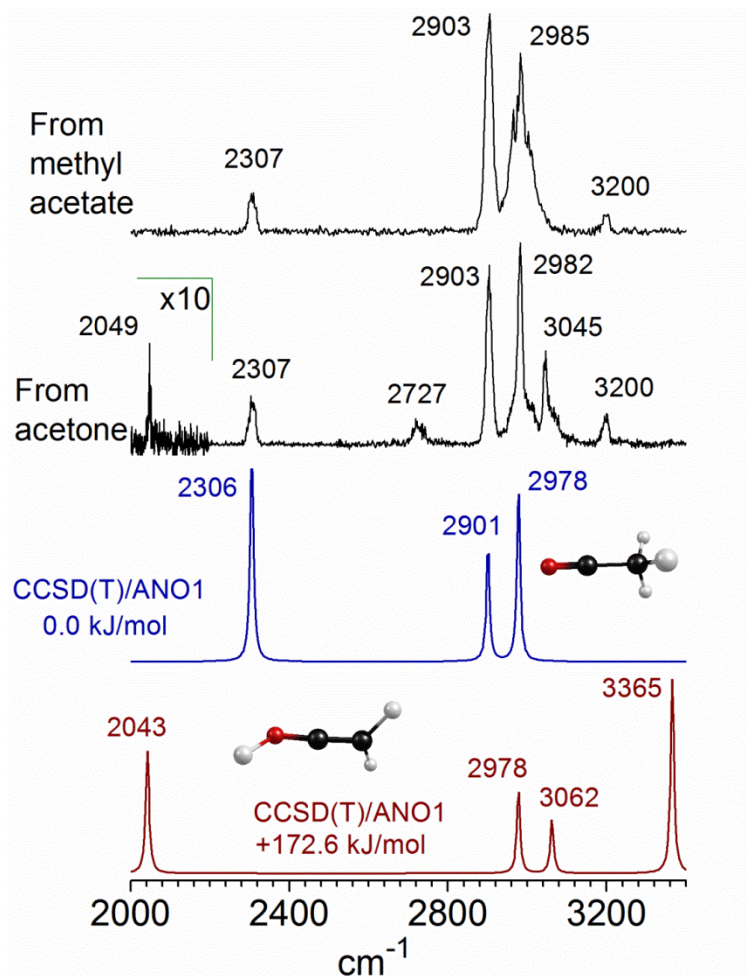 2903
2985
From
methyl
acetate
2307
3200
x10
2903
2982
2049
3045
2307
2727
3200
From
acetone
2306
2978
2901
CCSD(T)/ANO1
0.0 kJ/mol
3365
2043
2978
3062
CCSD(T)/ANO1
+172.6 kJ/mol
2000 2400 2800 3200
cm-1